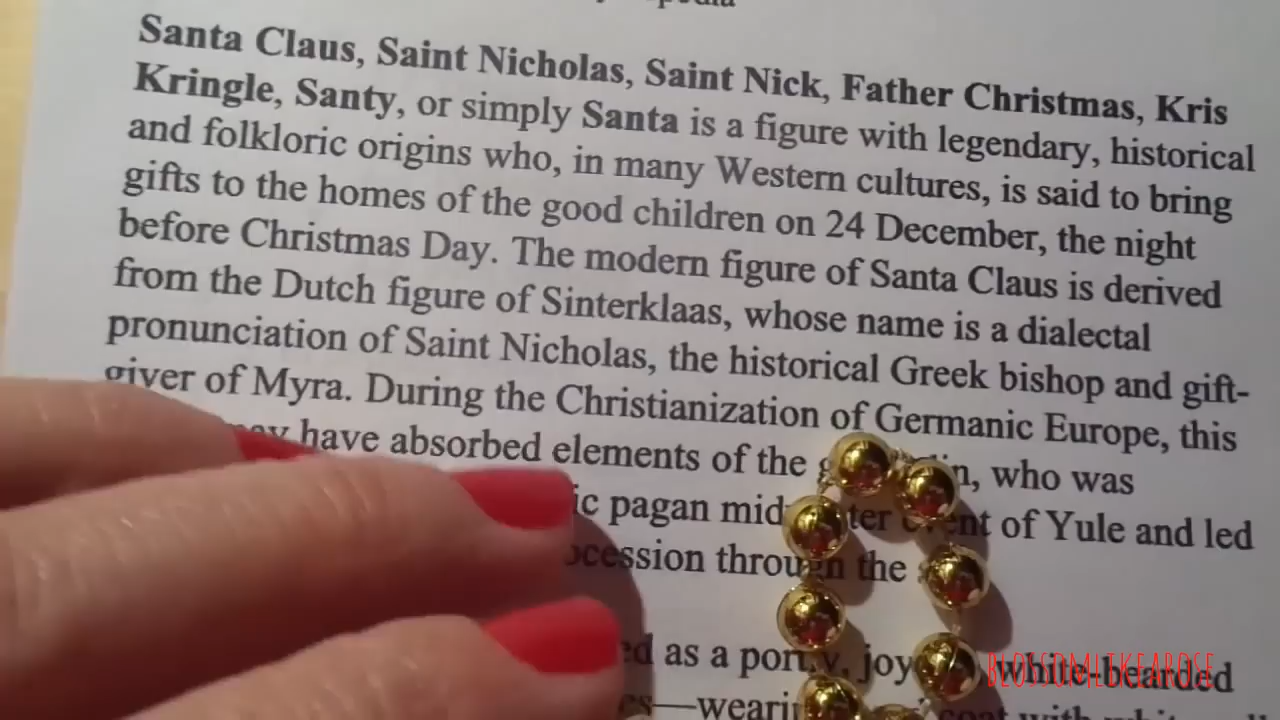 Santa Claus, Saint Nicholas, Saint Nick, Father Christmas, Kris
Kringle, Santy, or simply Santa is a figure with legendary, historical
and folkloric origins who, in many Western cultures, is said to bring
gifts to the homes of the good children on 24 December, the night
before Christmas Day. The modern figure of Santa Claus is derived
from the Dutch figure of Sinterklaas, whose name is a dialectal
pronunciation of Saint Nicholas, the historical Greek bishop and gift-
giver of Myra. During the Christianization of Germanic Europe, this
have absorbed elements of the who was
pagan of Yule and led
through the
as a white-bearded
BLOSSOMLIKEAROSE